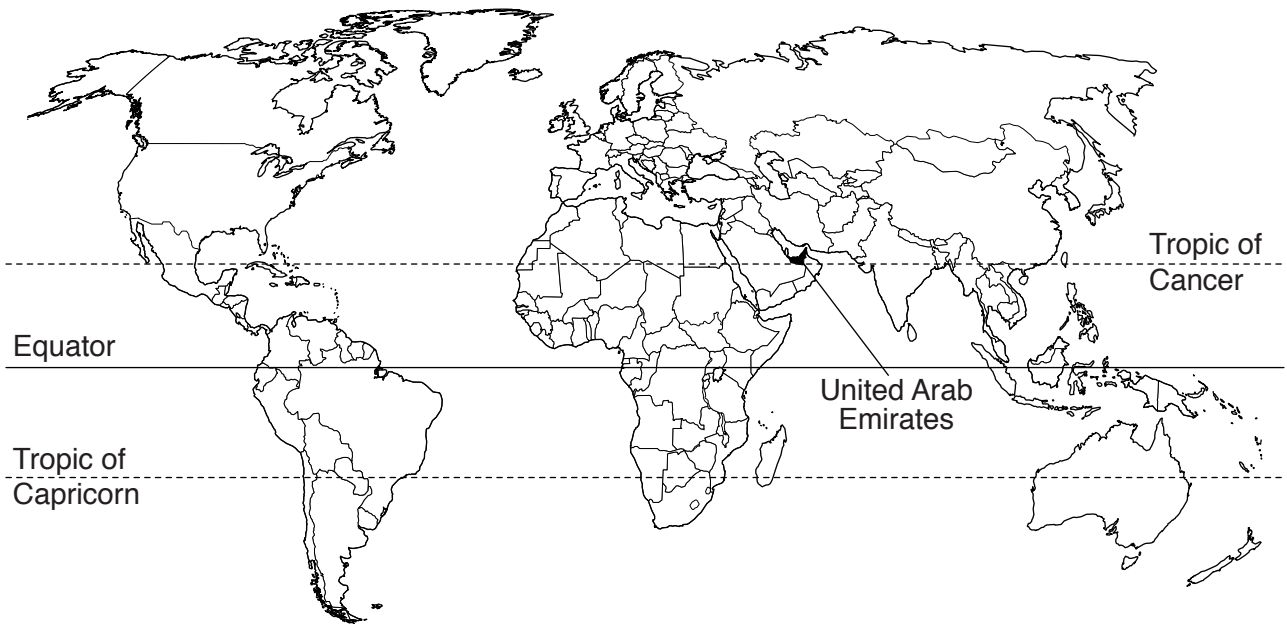 Tropic of
Cancer
Equator
United Arab
Emirates
Tropic of
Capricorn